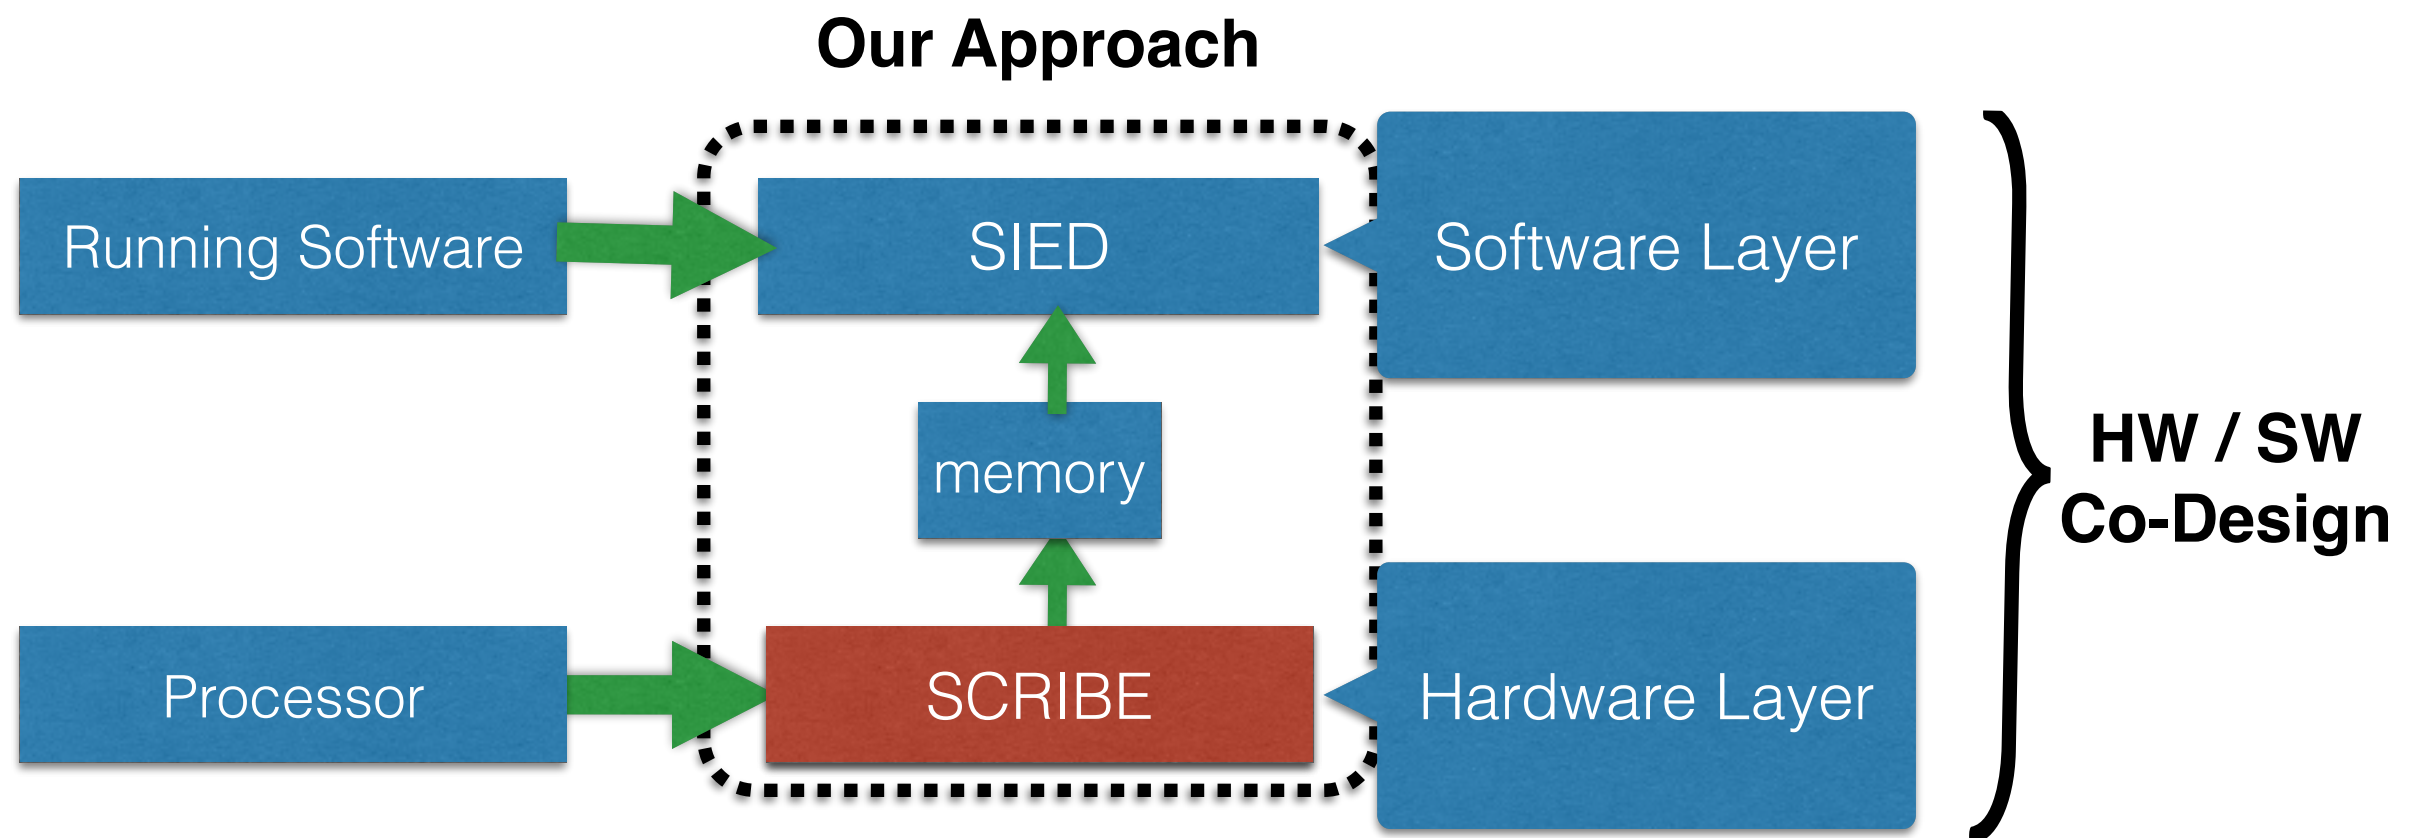 Our Approach
Running Software
SIED
Software Layer
memory
HW / SW
Co-Design
Processor
SCRIBE
Hardware Layer